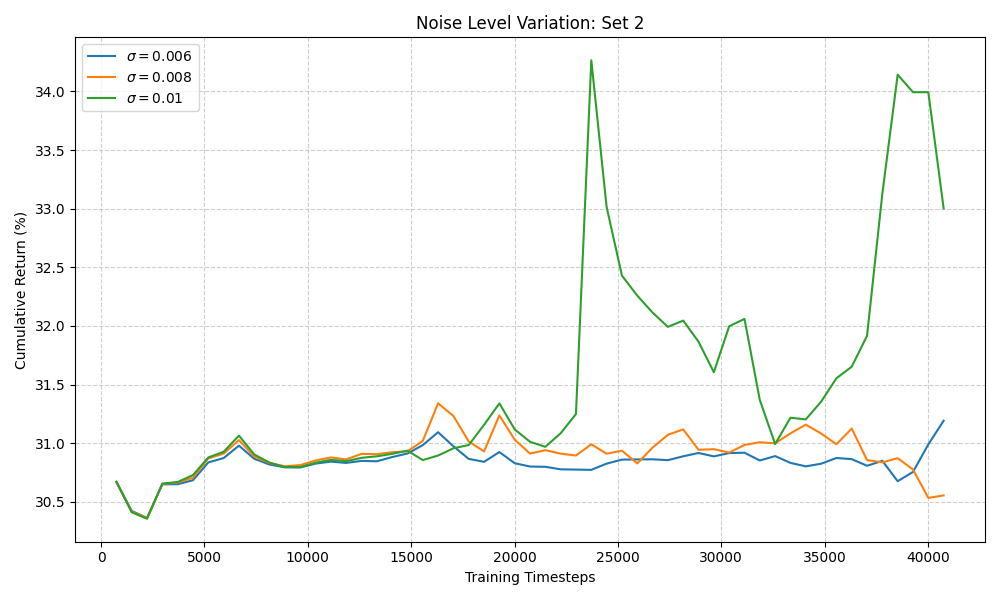 Noise Level Variation: Set 2
σ = 0.006
σ = 0.008
σ = 0.01
Cumulative Return (%)
34.0
33.5
33.0
32.5
32.0
31.5
31.0
30.5
0 5000 10000 15000 20000 25000 30000 35000 40000
Training Timesteps